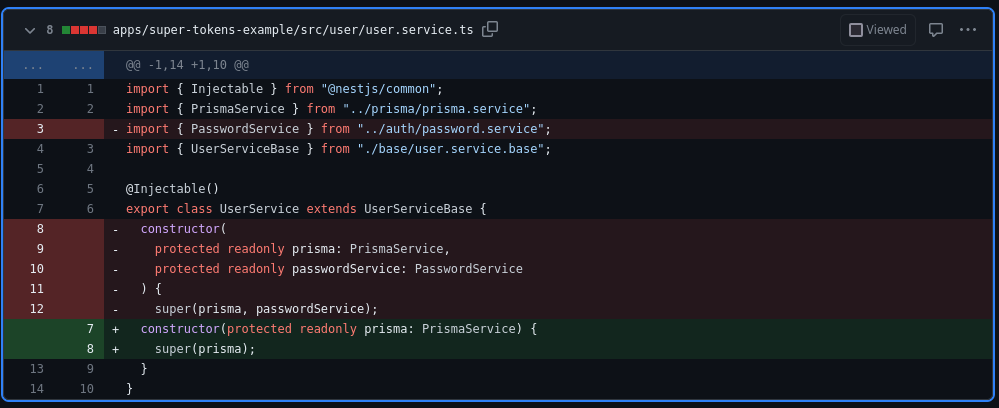 8 apps/super-tokens-example/src/user/user.service.ts Viewed
... ... @@ -1,14 +1,10 @@
1 1 import { Injectable } from "@nestjs/common";
2 2 import { PrismaService } from "../prisma/prisma.service";
3 - import { PasswordService } from "../auth/password.service";
4 3 import { UserServiceBase } from "./base/user.service.base";
5 4
6 5 @Injectable()
7 6 export class UserService extends UserServiceBase {
8 - constructor(
9 - protected readonly prisma: PrismaService,
10 - protected readonly passwordService: PasswordService
11 - ) {
12 - super(prisma, passwordService);
7 + constructor(protected readonly prisma: PrismaService) {
8 + super(prisma);
13 9 }
14 10 }